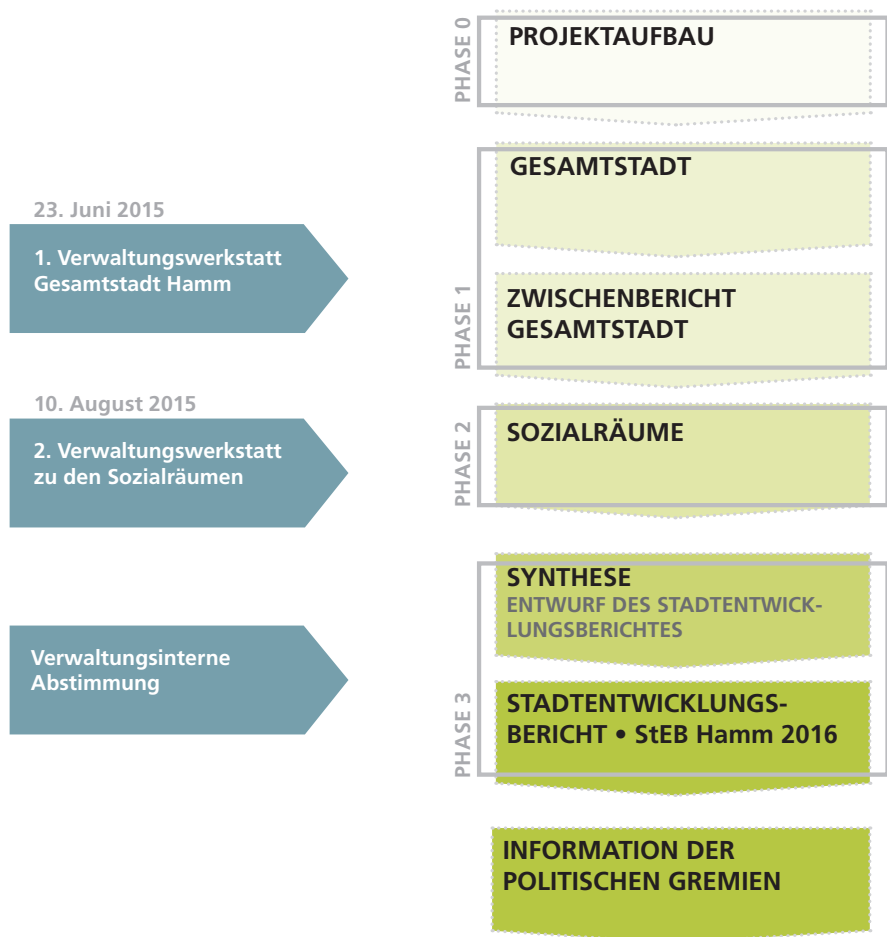 PHASE 0
PROJEKTAUFBAU
PHASE 1
GESAMTSTADT
23. Juni 2015
1. Verwaltungswerkstatt
Gesamtstadt Hamm
ZWISCHENBERICHT
GESAMTSTADT
10. August 2015
2. Verwaltungswerkstatt
zu den Sozialräumen
PHASE 2
SOZIALRÄUME
PHASE 3
SYNTHESE
ENTWURF DES STADTENTWICK-
LUNGSBERICHTES
Verwaltungsinterne
Abstimmung
STADTENTWICKLUNGS-
BERICHT • StEB Hamm 2016
INFORMATION DER
POLITISCHEN GREMIEN